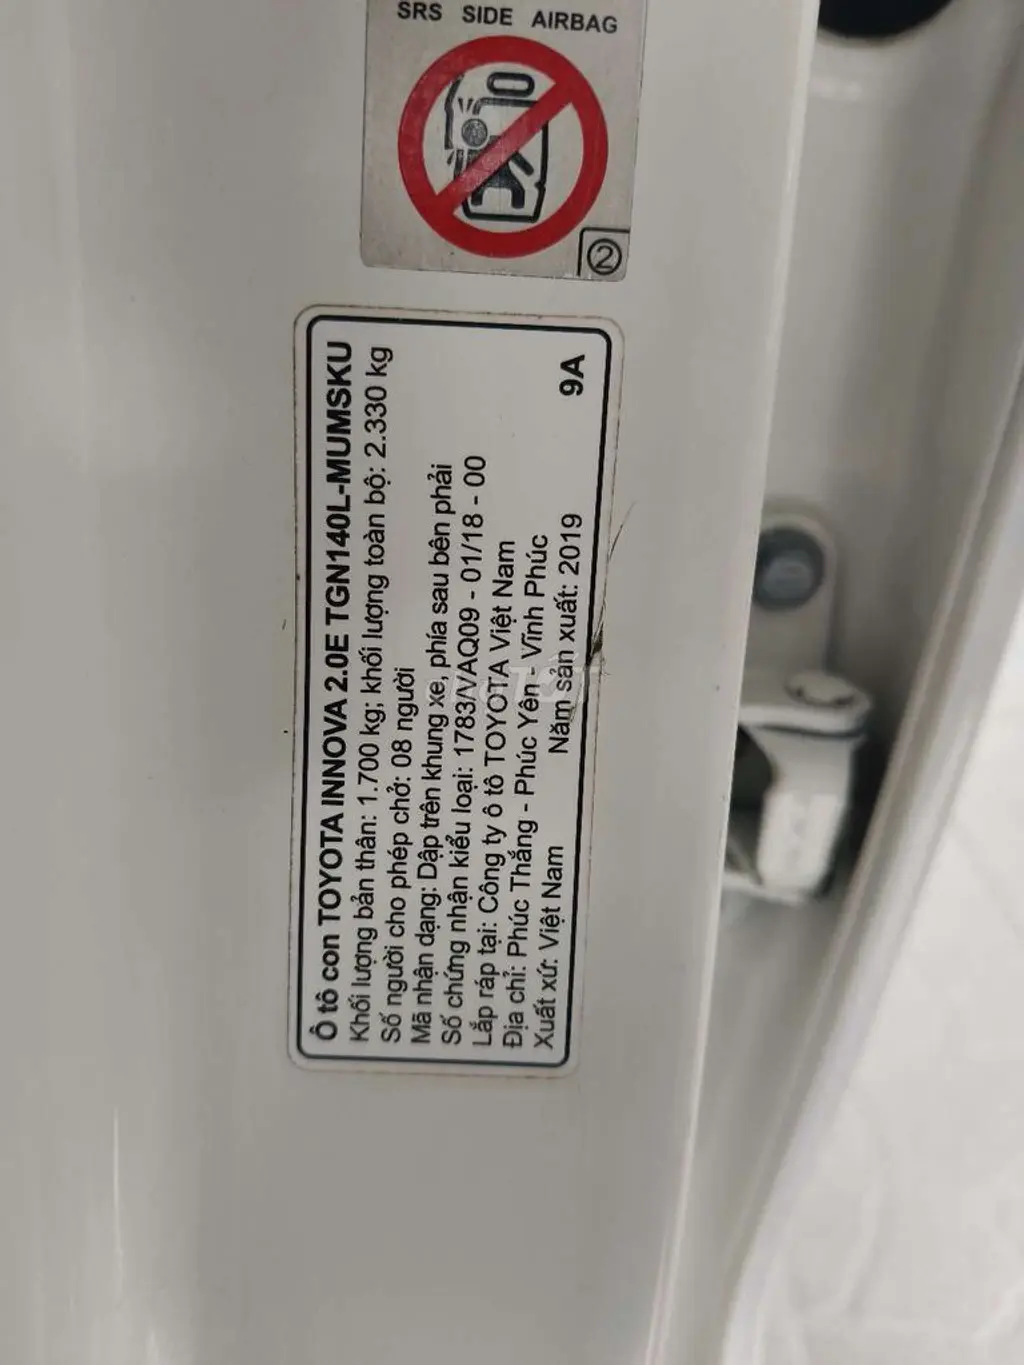 SRS SIDE AIRBAG
2
Ô tô con TOYOTA INNOVA 2.0E TGN140L-MUMSKU
Khối lượng bản thân: 1.700 kg; khối lượng toàn bộ: 2.330 kg
Số người cho phép chở: 08 người
Mã nhận dạng: Dập trên khung xe, phía sau bên phải
Số chứng nhận kiểu loại: 1783/VAQ09 - 01/18 - 00
Lắp ráp tại: Công ty ô tô TOYOTA Việt Nam
Địa chỉ: Phúc Thắng - Phúc Yên - Vĩnh Phúc
Xuất xứ: Việt Nam Năm sản xuất: 2019 9A